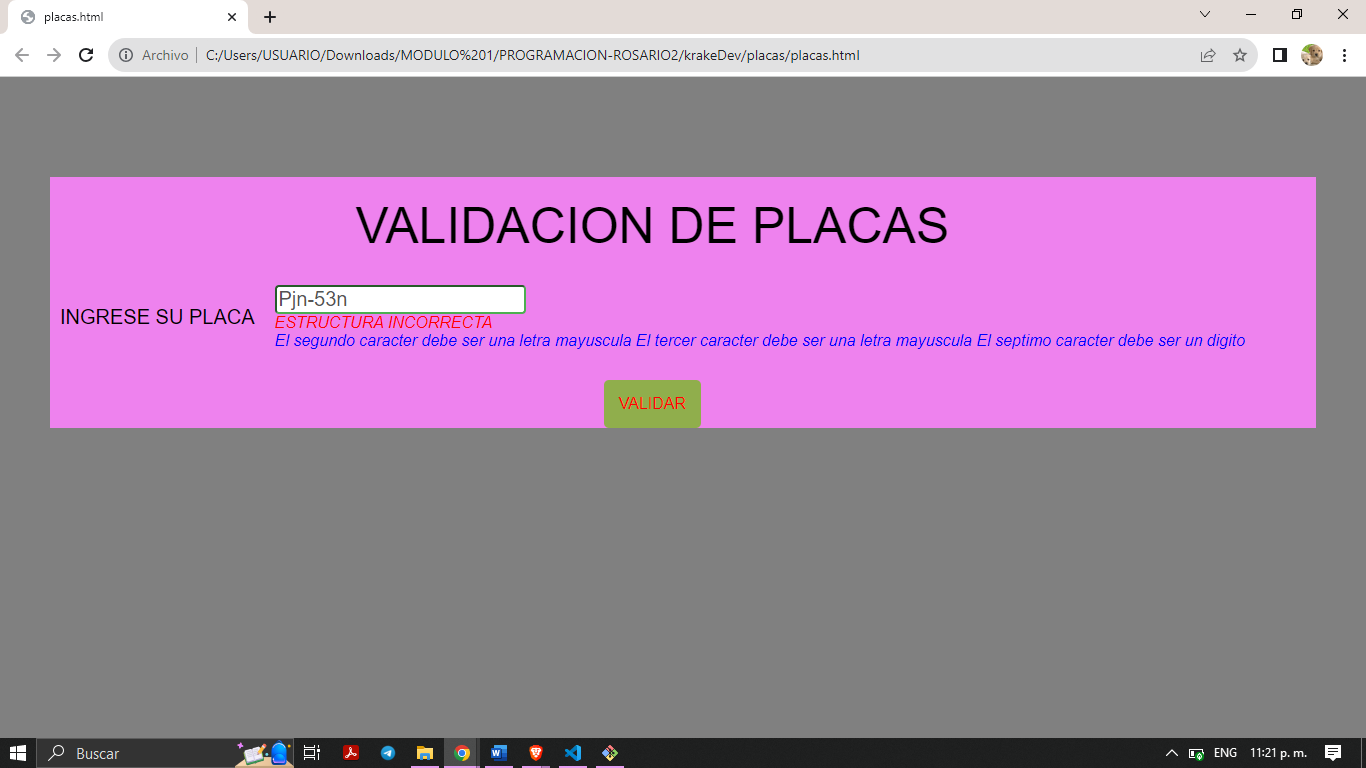 placas.html
Archivo C:/Users/USUARIO/Downloads/MODULO%201/PROGRAMACION-ROSARIO2/krakeDev/placas/placas.html
VALIDACION DE PLACAS
Pjn-53n
INGRESE SU PLACA
ESTRUCTURA INCORRECTA
El segundo caracter debe ser una letra mayuscula El tercer caracter debe ser una letra mayuscula El septimo caracter debe ser un digito
VALIDAR
Buscar
ENG 11:21 p. m.